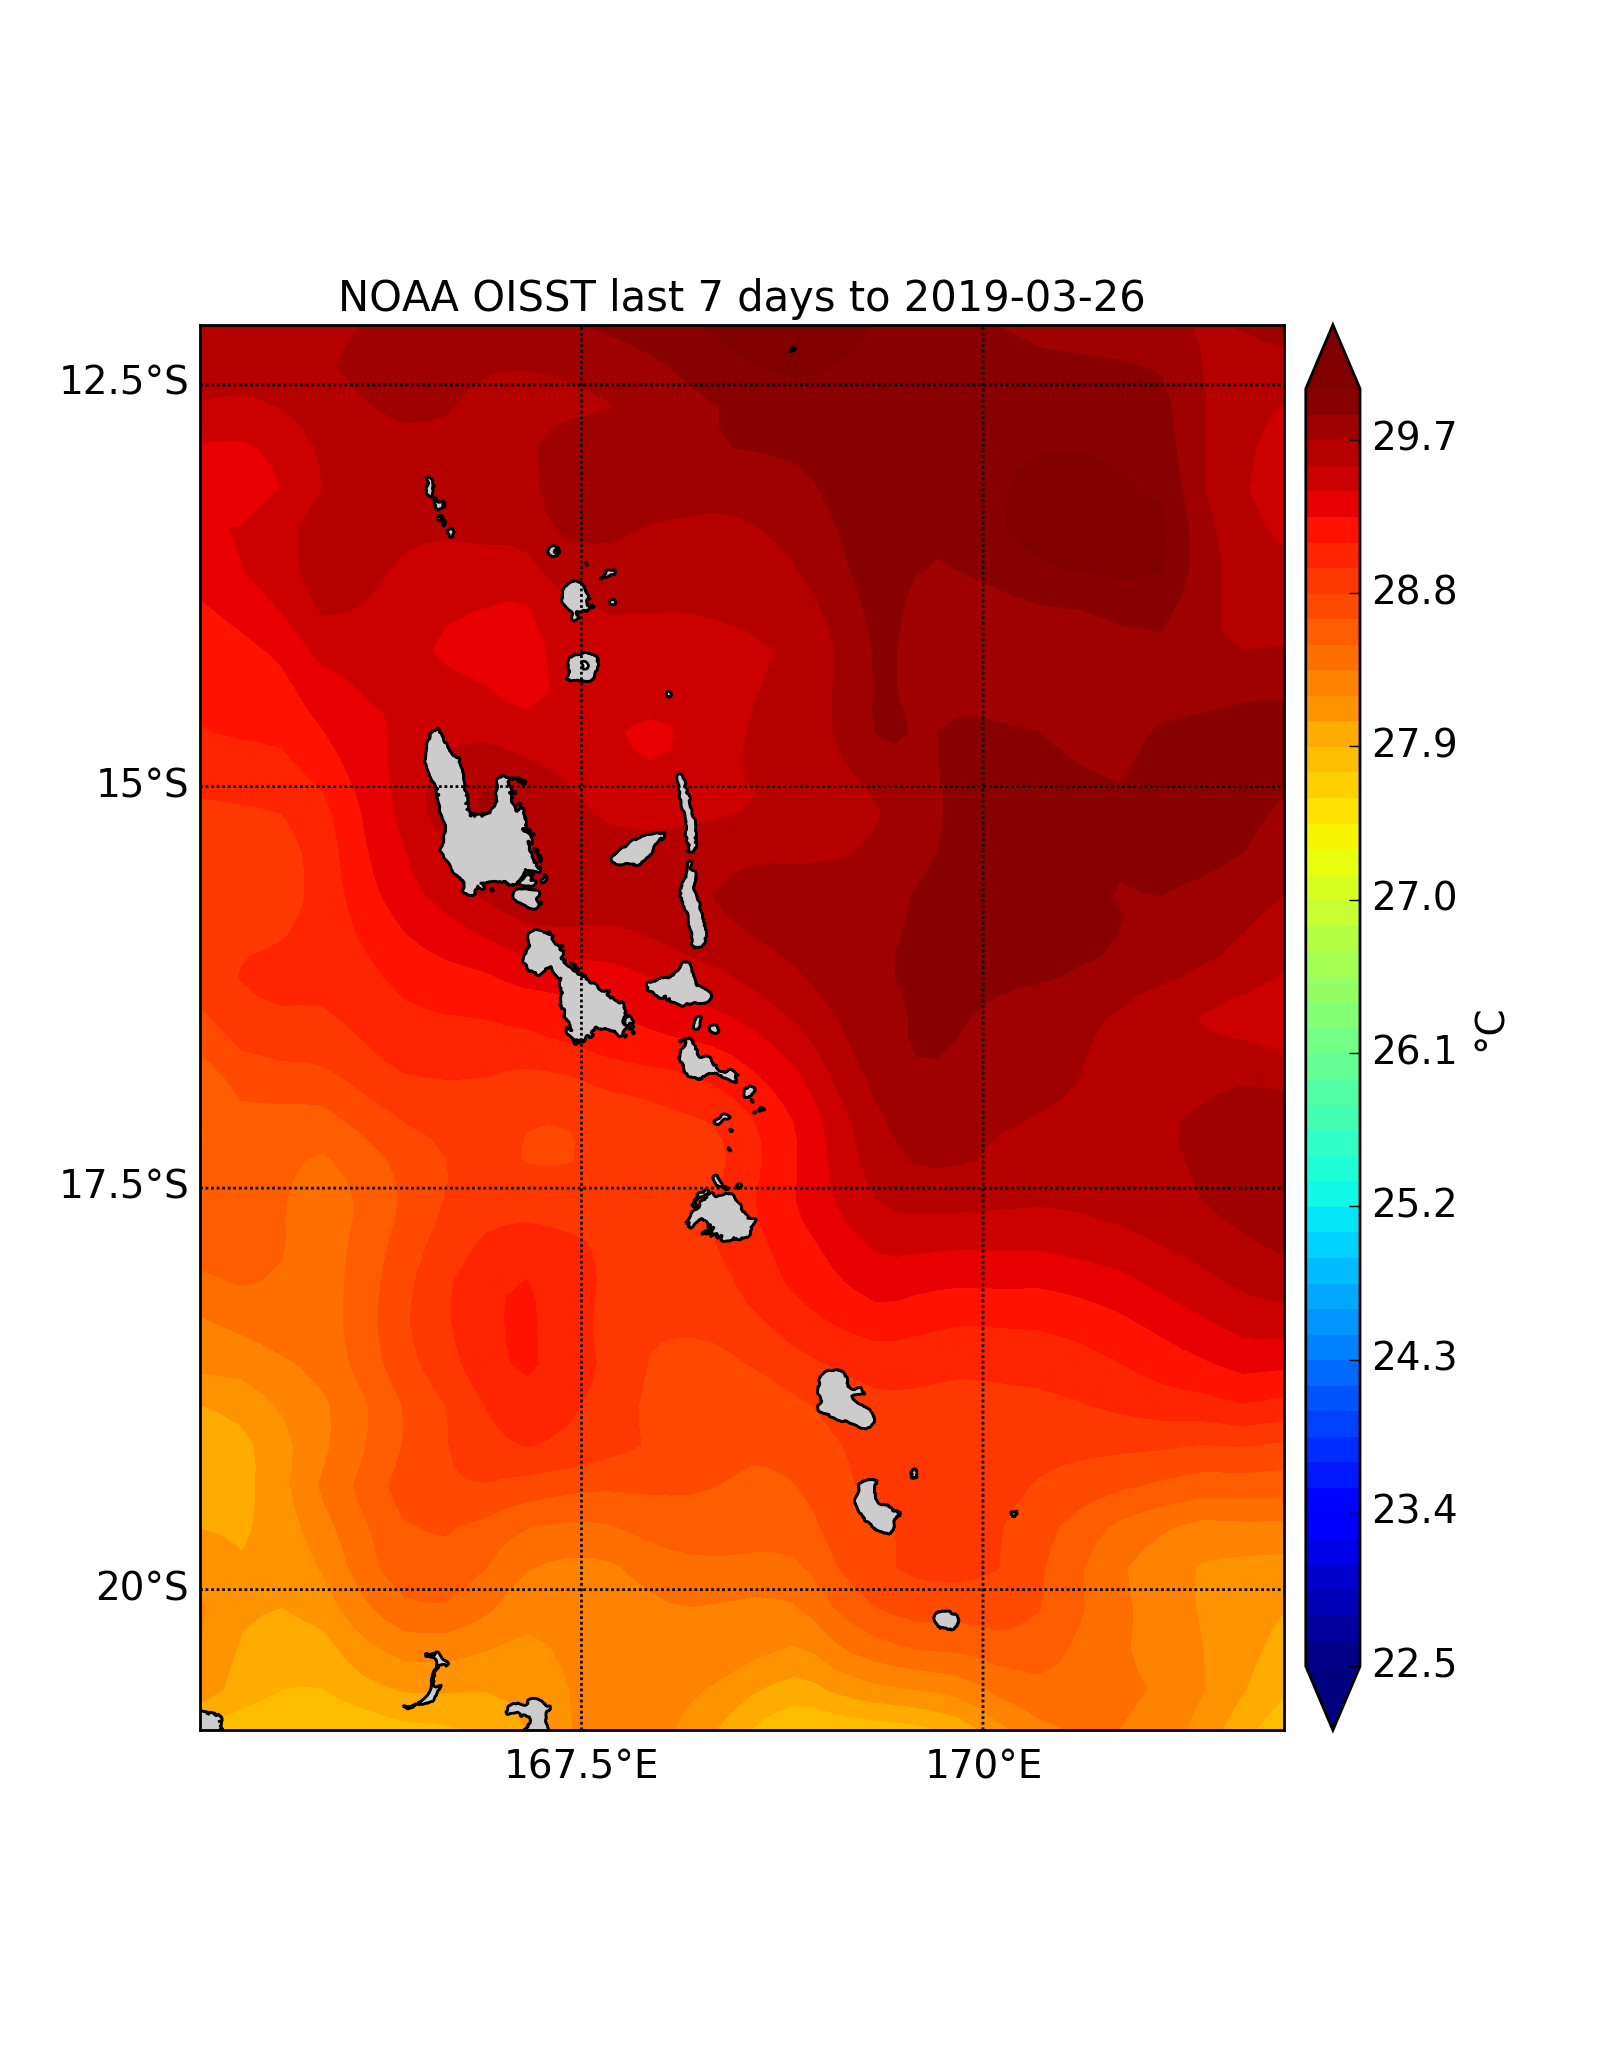 NOAA OISST last 7 days to 2019-03-26
12.5°S
15°S
17.5°S
20°S
167.5°E
170°E
29.7
28.8
27.9
27.0
26.1
25.2
24.3
23.4
22.5
°C